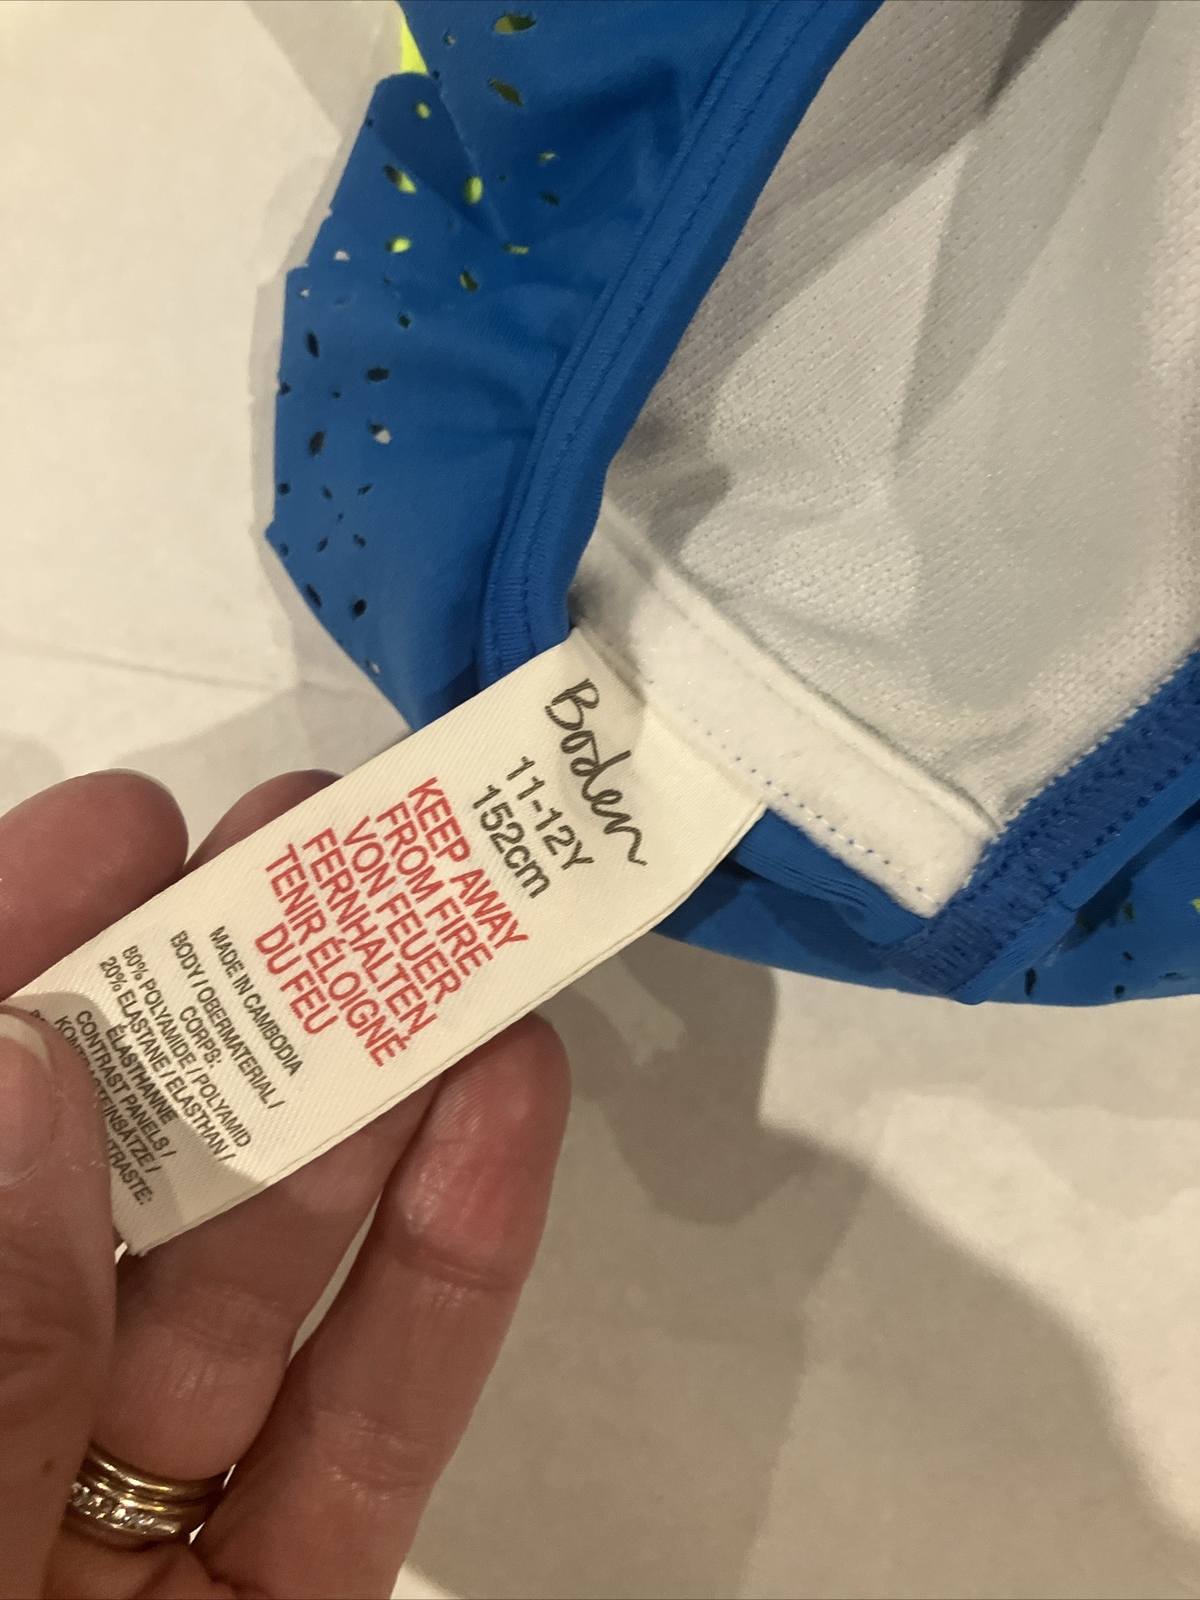 Boden
11-12Y
152cm
KEEP AWAY
FROM FIRE
VON FEUER
FERNHALTEN
TENIR ÉLOIGNÉ
DU FEU
MADE IN CAMBODIA
BODY / OBERMATERIAL /
CORPS:
80% POLYAMIDE / POLYAMID
20% ELASTANE / ELASTHAN /
ÉLASTHANNE
CONTRAST PANELS /